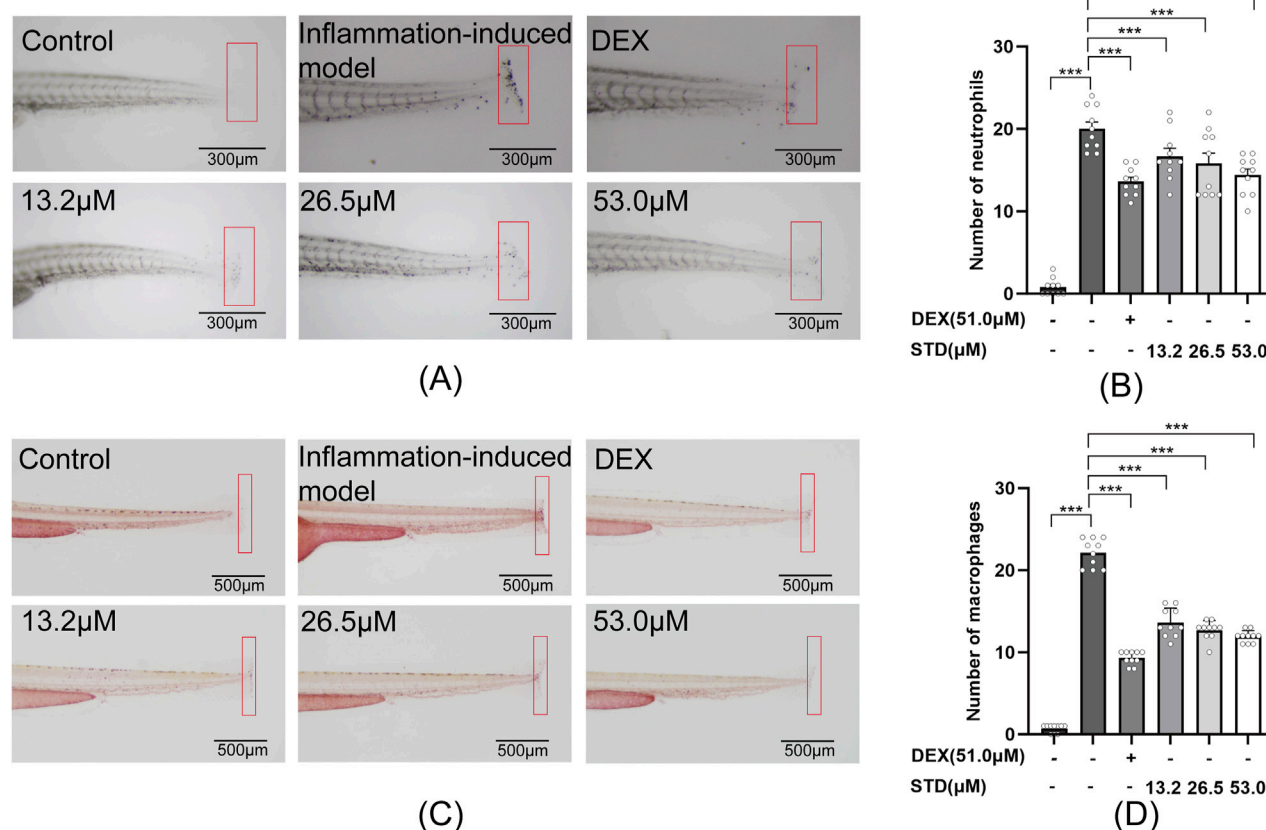 Control
Inflammation-induced
model
DEX
300µm
300µm
300µm
13.2µM
26.5µM
53.0µM
300µm
300µm
300µm
(A)
***
***
***
***
30
20
10
0
Number of neutrophils
DEX(51.0µM) - - + - - -
STD(µM) - - - 13.2 26.5 53.0
(B)
Control
Inflammation-induced
model
DEX
500µm
500µm
500µm
13.2µM
26.5µM
53.0µM
500µm
500µm
500µm
(C)
***
***
***
***
***
30
20
10
0
Number of macrophages
DEX(51.0µM) - - + - - -
STD(µM) - - - 13.2 26.5 53.0
(D)